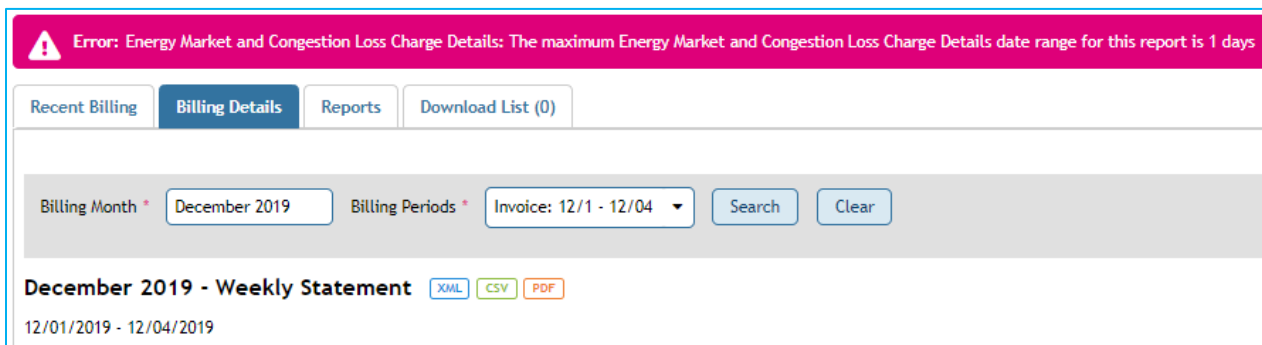 Error: Energy Market and Congestion Loss Charge Details: The maximum Energy Market and Congestion Loss Charge Details date range for this report is 1 days
Recent Billing Billing Details Reports Download List (0)
Billing Month * December 2019 Billing Periods * Invoice: 12/1 - 12/04 Search Clear
December 2019 - Weekly Statement XML CSV PDF
12/01/2019 - 12/04/2019